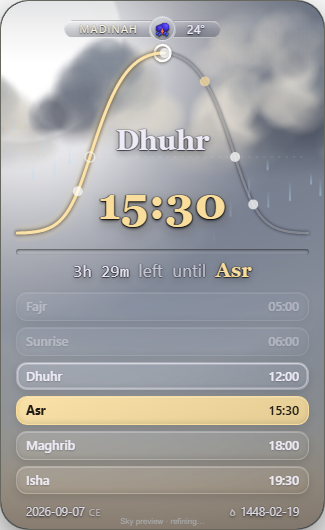 MADINAH 24°
Dhuhr
15:30
3h 29m left until Asr
Fajr 05:00
Sunrise 06:00
Dhuhr 12:00
Asr 15:30
Maghrib 18:00
Isha 19:30
2026-09-07 CE 1448-02-19
Sky preview · refining...